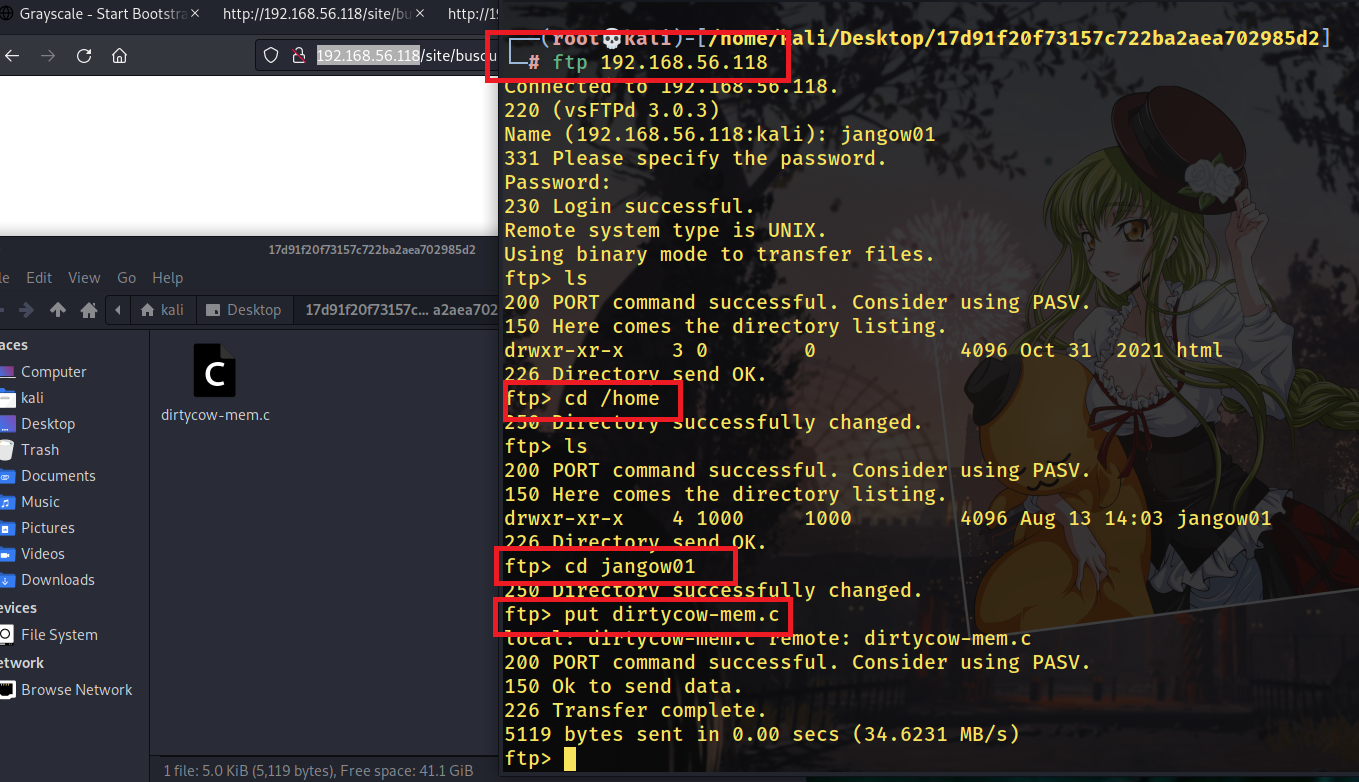 Grayscale - Start Bootstra
http://192.168.56.118/site/bu
http://19
192.168.56.118/site/busqu
17d91f20f73157c722ba2aea702985d2
le Edit View Go Help
kali Desktop 17d91f20f73157c... a2aea702
aces
Computer
kali
Desktop
Trash
Documents
Music
Pictures
Videos
Downloads
evices
File System
etwork
Browse Network
C
dirtycow-mem.c
1 file: 5.0 KiB (5,119 bytes), Free space: 41.1 GiB
(root💀kali)-[/home/kali/Desktop/17d91f20f73157c722ba2aea702985d2]
# ftp 192.168.56.118
Connected to 192.168.56.118.
220 (vsFTPd 3.0.3)
Name (192.168.56.118:kali): jangow01
331 Please specify the password.
Password:
230 Login successful.
Remote system type is UNIX.
Using binary mode to transfer files.
ftp> ls
200 PORT command successful. Consider using PASV.
150 Here comes the directory listing.
drwxr-xr-x    3 0        0            4096 Oct 31  2021 html
226 Directory send OK.
ftp> cd /home
250 Directory successfully changed.
ftp> ls
200 PORT command successful. Consider using PASV.
150 Here comes the directory listing.
drwxr-xr-x    4 1000     1000         4096 Aug 13 14:03 jangow01
226 Directory send OK.
ftp> cd jangow01
250 Directory successfully changed.
ftp> put dirtycow-mem.c
local: dirtycow-mem.c remote: dirtycow-mem.c
200 PORT command successful. Consider using PASV.
150 Ok to send data.
226 Transfer complete.
5119 bytes sent in 0.00 secs (34.6231 MB/s)
ftp>